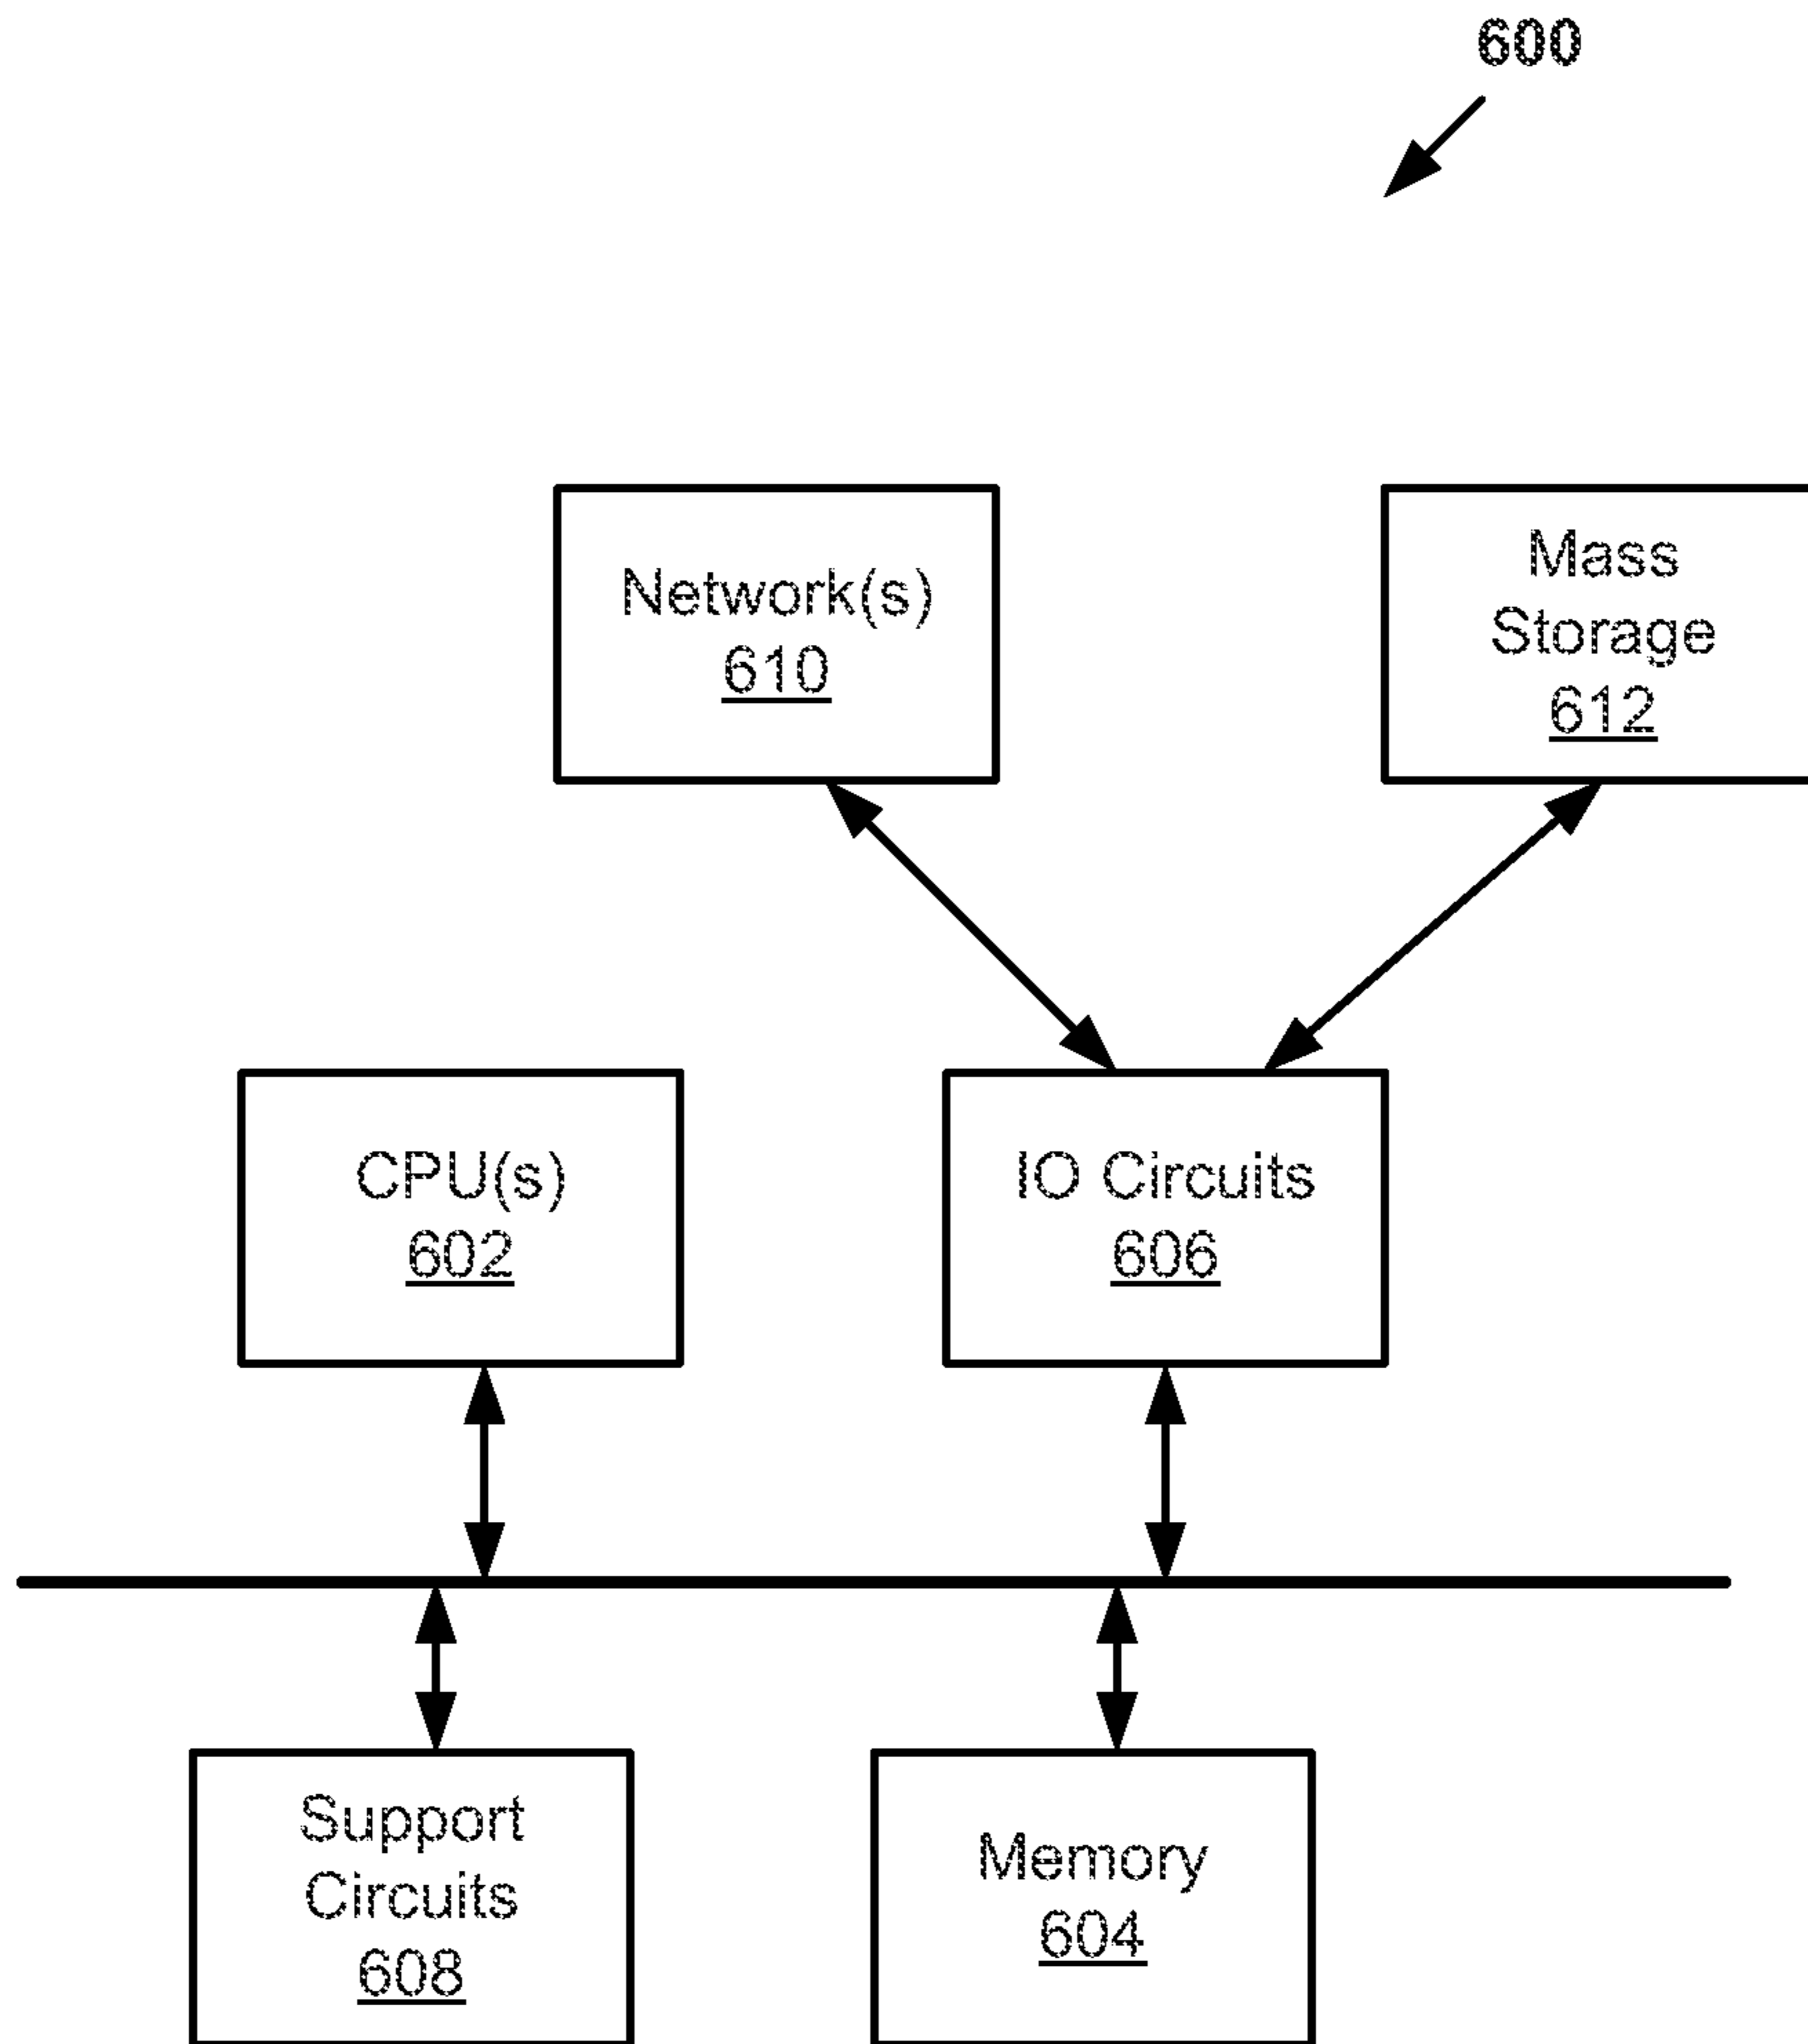 600
Network(s)
610
Mass
Storage
612
CPU(s)
602
IO Circuits
606
Support
Circuits
608
Memory
604